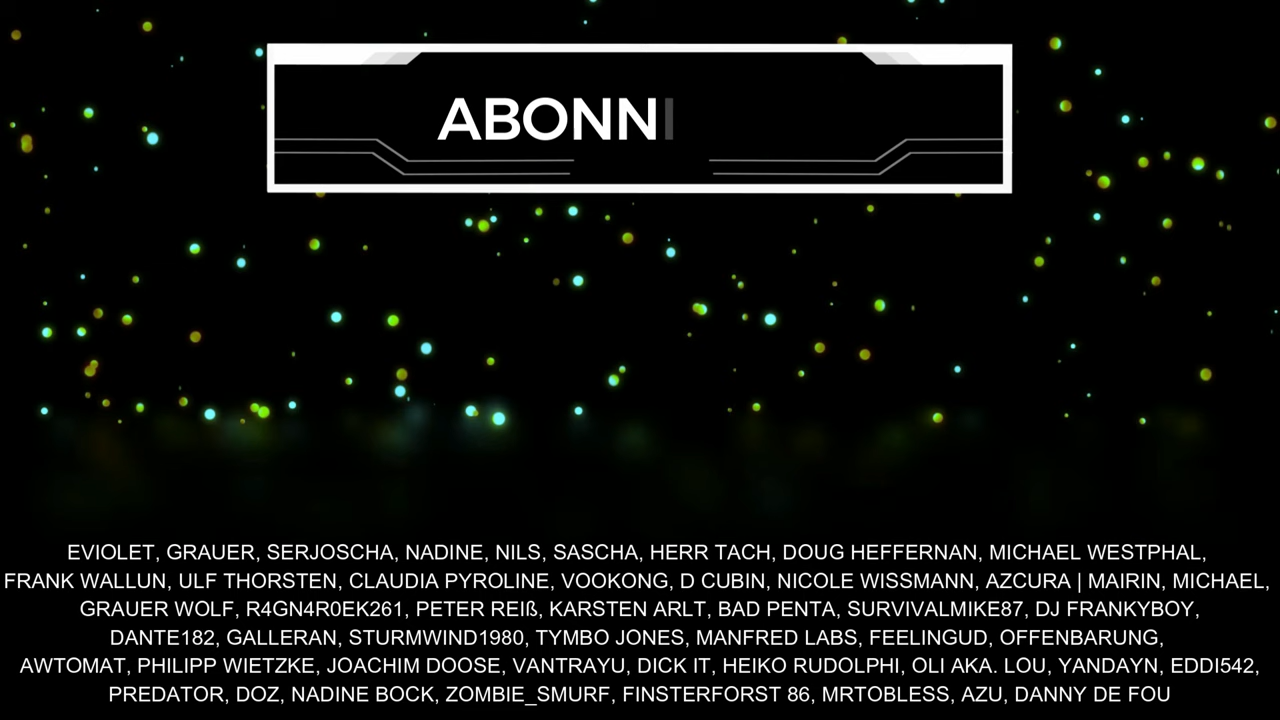 ABONNI
EVIOLET, GRAUER, SERJOSCHA, NADINE, NILS, SASCHA, HERR TACH, DOUG HEFFERNAN, MICHAEL WESTPHAL,
FRANK WALLUN, ULF THORSTEN, CLAUDIA PYROLINE, VOOKONG, D CUBIN, NICOLE WISSMANN, AZCURA | MAIRIN, MICHAEL,
GRAUER WOLF, R4GN4R0EK261, PETER REIß, KARSTEN ARLT, BAD PENTA, SURVIVALMIKE87, DJ FRANKYBOY,
DANTE182, GALLERAN, STURMWIND1980, TYMBO JONES, MANFRED LABS, FEELINGUD, OFFENBARUNG,
AWTOMAT, PHILIPP WIETZKE, JOACHIM DOOSE, VANTRAYU, DICK IT, HEIKO RUDOLPHI, OLI AKA. LOU, YANDAYN, EDDI542,
PREDATOR, DOZ, NADINE BOCK, ZOMBIE_SMURF, FINSTERFORST 86, MRTOBLESS, AZU, DANNY DE FOU